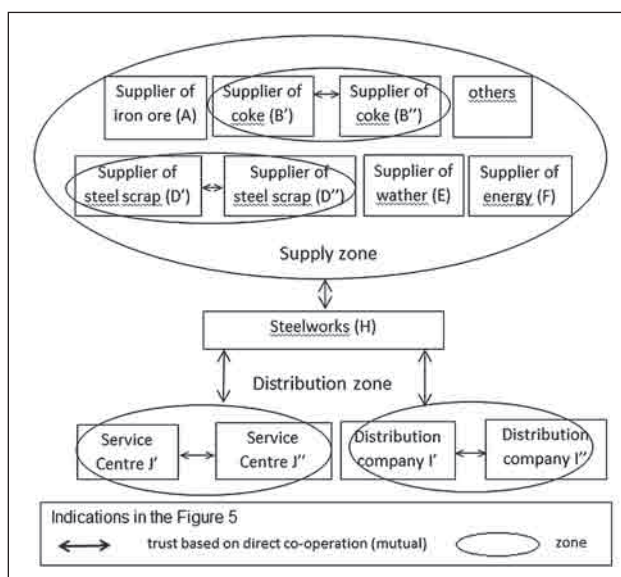 Supplier of
iron ore (A)
Supplier of
coke (B')
Supplier of
coke (B'')
others
Supplier of
steel scrap (D')
Supplier of
steel scrap (D'')
Supplier of
wather (E)
Supplier of
energy (F)
Supply zone
Steelworks (H)
Distribution zone
Service
Centre J'
Service
Centre J''
Distribution
company I'
Distribution
company I''
Indications in the Figure 5
trust based on direct co-operation (mutual)
zone